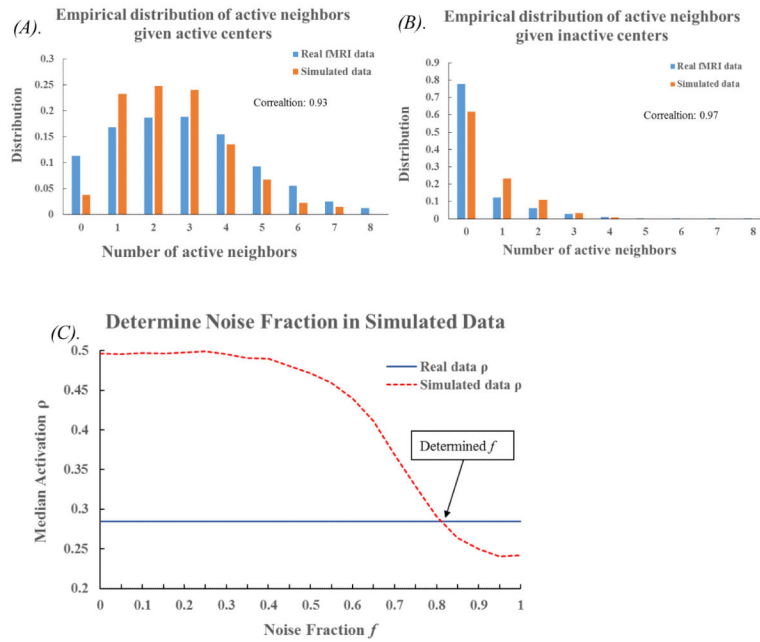 (A).
Empirical distribution of active neighbors
given active centers
Real fMRI data
Simulated data
Correaltion: 0.93
0.3
0.25
0.2
0.15
0.1
0.05
0
Distribution
0 1 2 3 4 5 6 7 8
Number of active neighbors
(B).
Empirical distribution of active neighbors
given inactive centers
Real fMRI data
Simulated data
Correlation: 0.97
0.9
0.8
0.7
0.6
0.5
0.4
0.3
0.2
0.1
0
Distribution
0 1 2 3 4 5 6 7 8
Number of active neighbors
(C).
Determine Noise Fraction in Simulated Data
Real data ρ
Simulated data ρ
Determined f
0.5
0.45
0.4
0.35
0.3
0.25
0.2
Median Activation ρ
0 0.1 0.2 0.3 0.4 0.5 0.6 0.7 0.8 0.9 1
Noise Fraction f